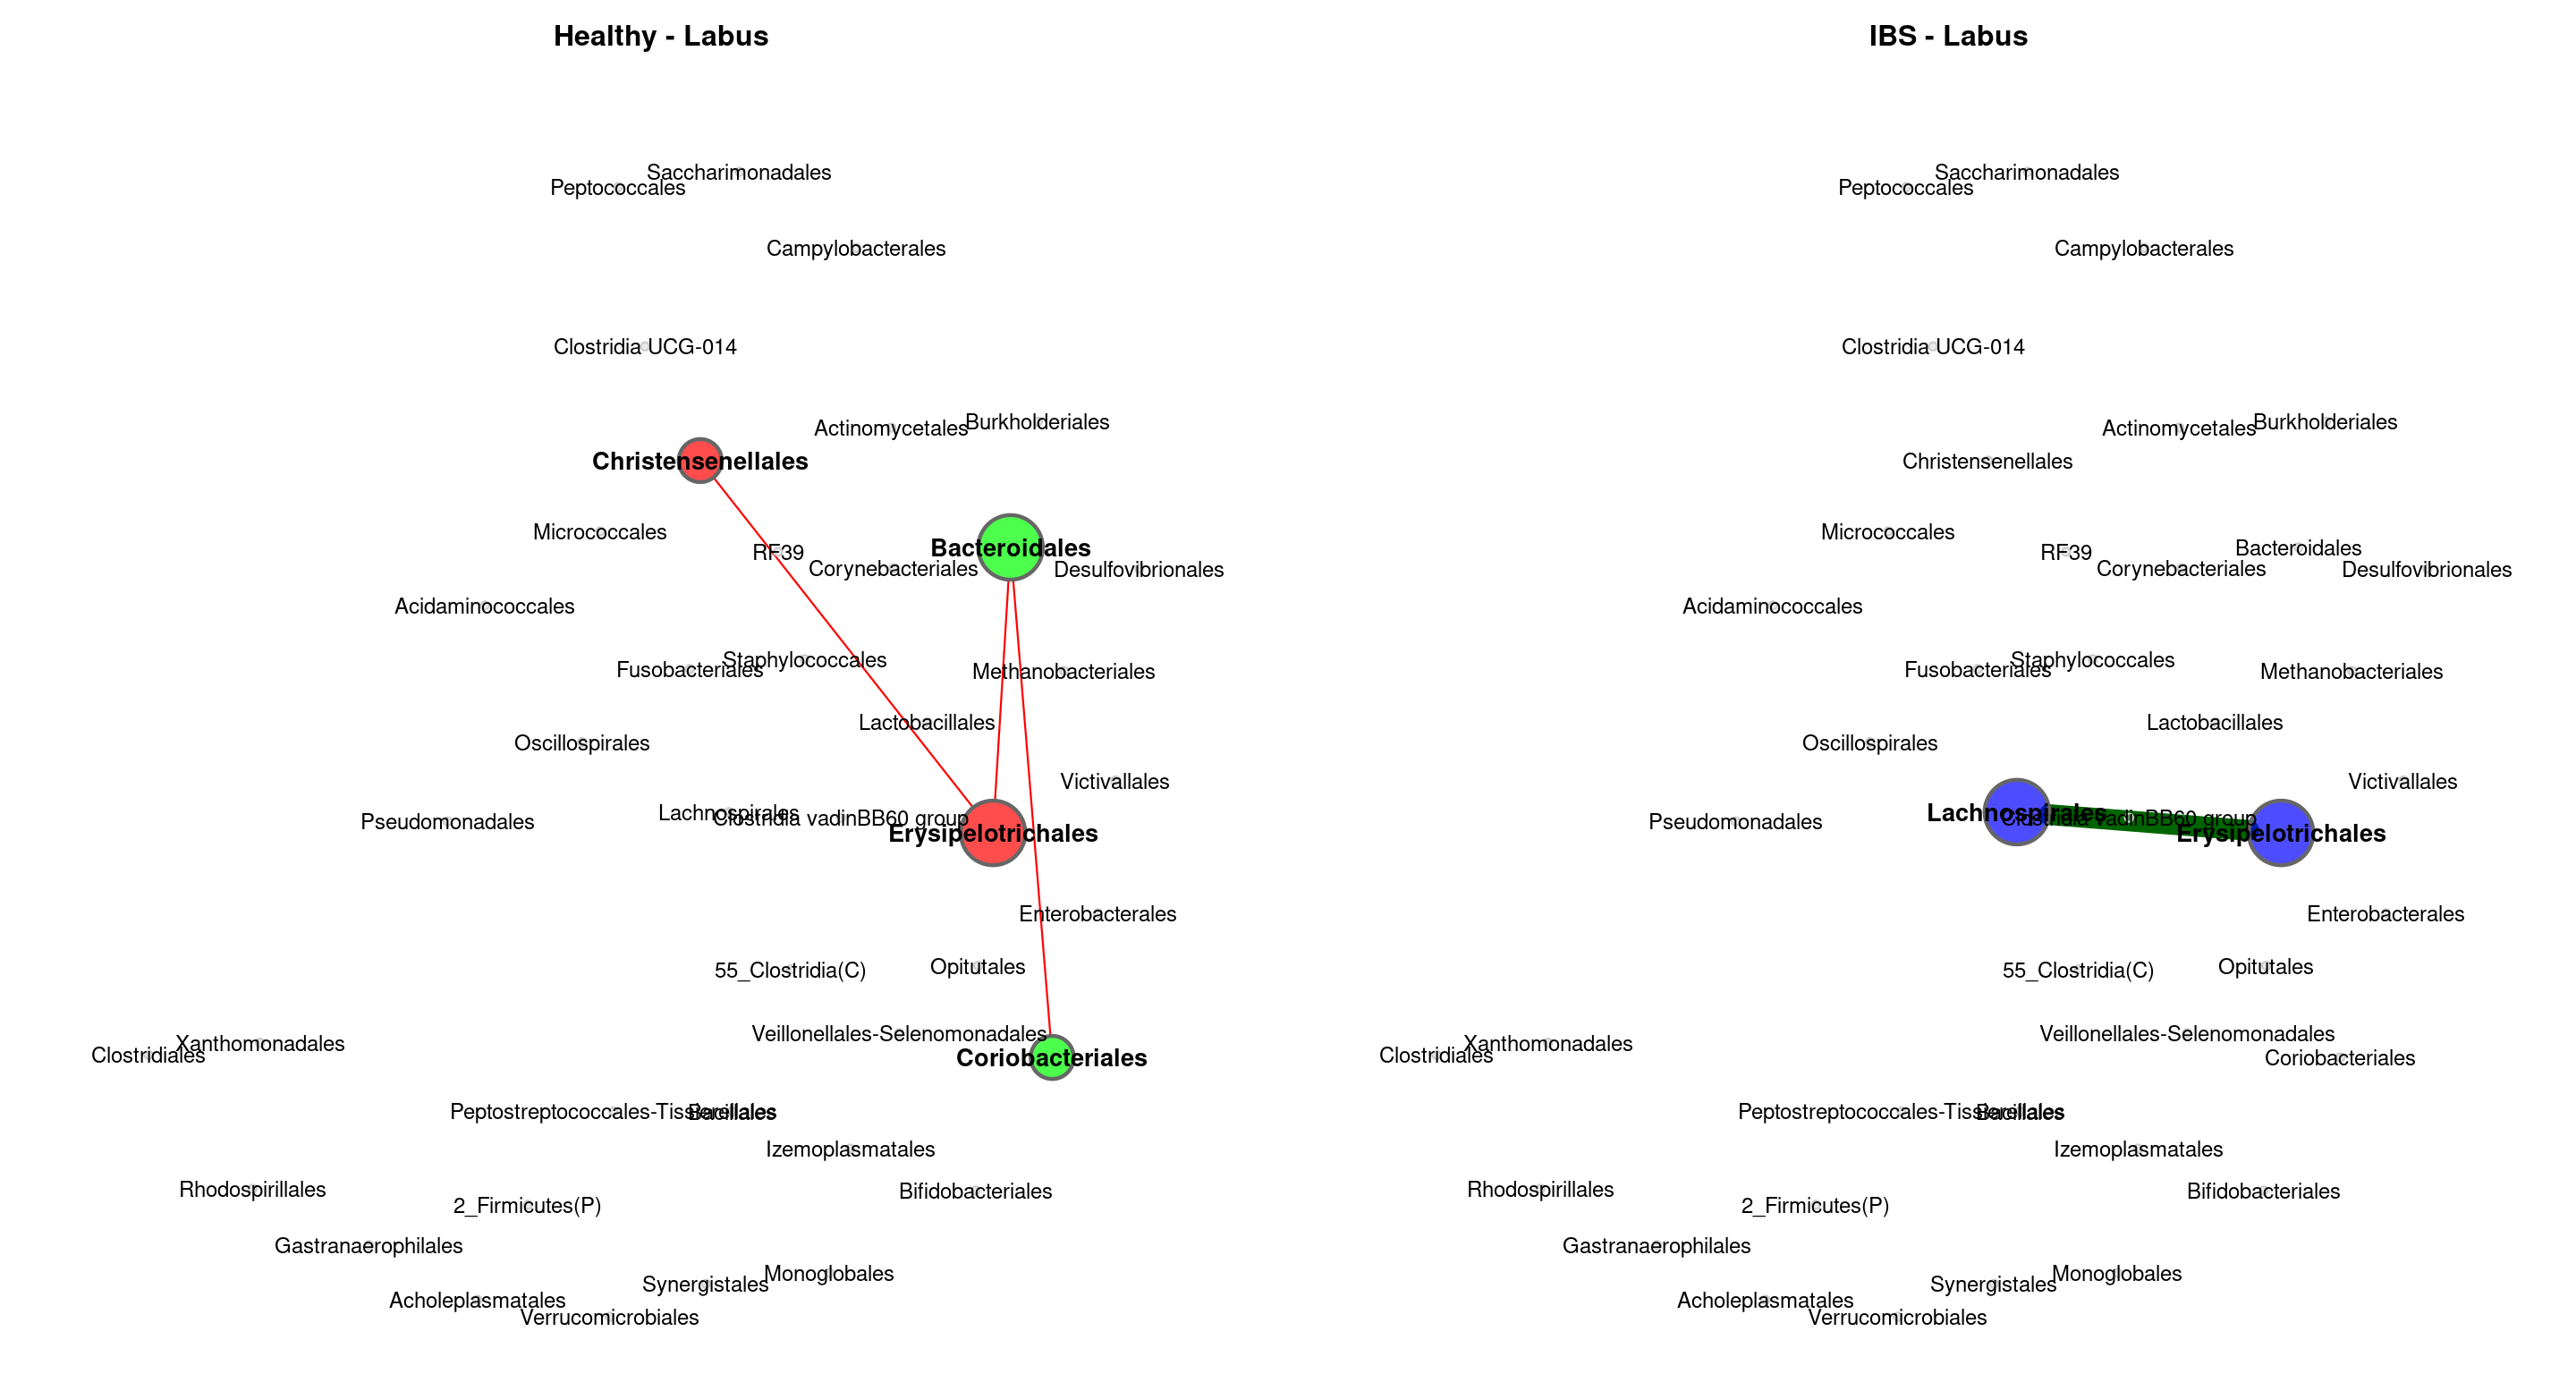 Healthy - Labus
Saccharimonadales
Peptococcales
Campylobacterales
Clostridia UCG-014
Burkholderiales
Actinomycetales
Christensenellales
Micrococcales
Bacteroidales
RF39
Corynebacteriales
Desulfovibrionales
Acidaminococcales
Staphylococcales
Fusobacteriales
Methanobacteriales
Lactobacillales
Oscillospirales
Victivallales
Lachnospirales
Clostridia vadinBB60 group
Pseudomonadales
Erysipelotrichales
Enterobacterales
Opitutales
55_Clostridia(C)
Veillonellales-Selenomonadales
Xanthomonadales
Clostridiales
Coriobacteriales
Peptostreptococcales-Tissierellales
Izemoplasmatales
Rhodospirillales
Bifidobacteriales
2_Firmicutes(P)
Gastranaerophilales
Monoglobales
Synergistales
Acholeplasmatales
Verrucomicrobiales
IBS - Labus
Saccharimonadales
Peptococcales
Campylobacterales
Clostridia UCG-014
Burkholderiales
Actinomycetales
Christensenellales
Micrococcales
Bacteroidales
RF39
Corynebacteriales
Desulfovibrionales
Acidaminococcales
Staphylococcales
Fusobacteriales
Methanobacteriales
Lactobacillales
Oscillospirales
Victivallales
Lachnospirales
Clostridia vadinBB60 group
Pseudomonadales
Erysipelotrichales
Enterobacterales
Opitutales
55_Clostridia(C)
Veillonellales-Selenomonadales
Xanthomonadales
Clostridiales
Coriobacteriales
Peptostreptococcales-Tissierellales
Izemoplasmatales
Rhodospirillales
Bifidobacteriales
2_Firmicutes(P)
Gastranaerophilales
Monoglobales
Synergistales
Acholeplasmatales
Verrucomicrobiales